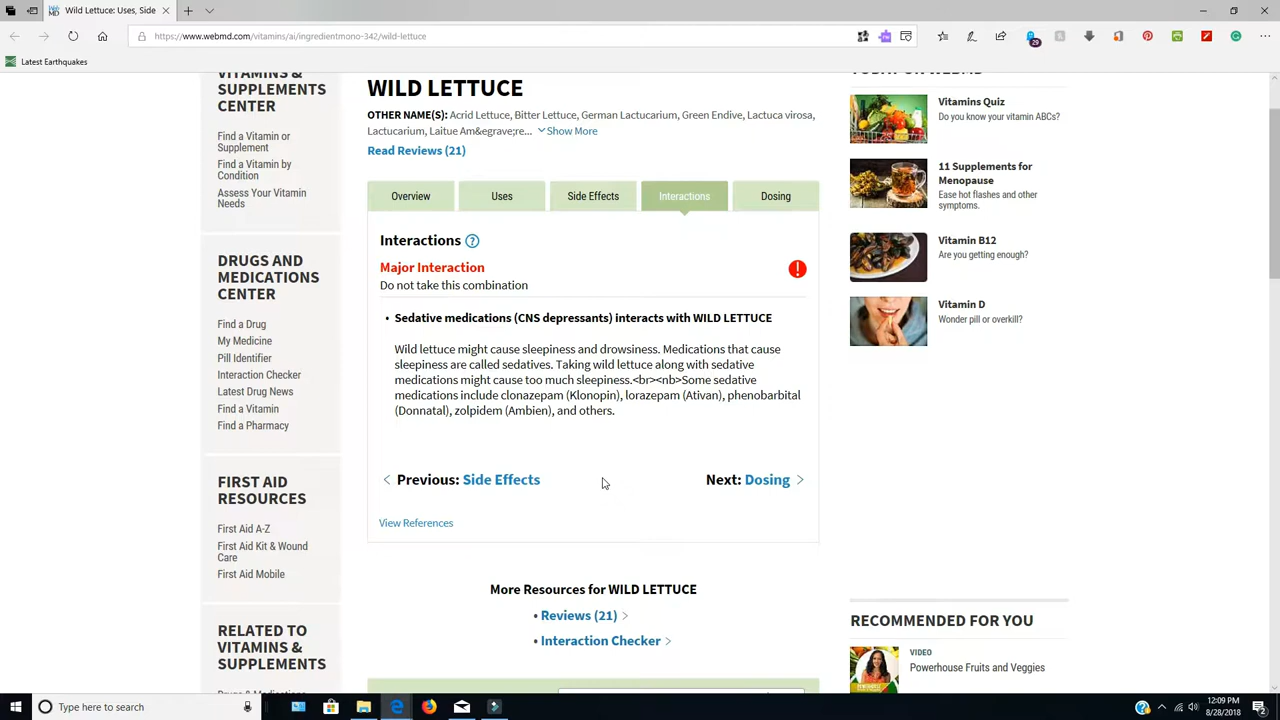 Wild Lettuce: Uses, Side
https://www.webmd.com/vitamins/ai/ingredientmono-342/wild-lettuce
29
Latest Earthquakes
VITAMINS &
SUPPLEMENTS
CENTER
Find a Vitamin or
Supplement
Find a Vitamin by
Condition
Assess Your Vitamin
Needs
DRUGS AND
MEDICATIONS
CENTER
Find a Drug
My Medicine
Pill Identifier
Interaction Checker
Latest Drug News
Find a Vitamin
Find a Pharmacy
FIRST AID
RESOURCES
First Aid A-Z
First Aid Kit & Wound
Care
First Aid Mobile
RELATED TO
VITAMINS &
SUPPLEMENTS
Drugs & Medications
WILD LETTUCE
OTHER NAME(S): Acrid Lettuce, Bitter Lettuce, German Lactucarium, Green Endive, Lactuca virosa,
Lactucarium, Laitue Am&egrave;re... Show More
Read Reviews (21)
Overview
Uses
Side Effects
Interactions
Dosing
Interactions ?
Major Interaction !
Do not take this combination
• Sedative medications (CNS depressants) interacts with WILD LETTUCE
Wild lettuce might cause sleepiness and drowsiness. Medications that cause
sleepiness are called sedatives. Taking wild lettuce along with sedative
medications might cause too much sleepiness.<br><nb>Some sedative
medications include clonazepam (Klonopin), lorazepam (Ativan), phenobarbital
(Donnatal), zolpidem (Ambien), and others.
< Previous: Side Effects
Next: Dosing >
View References
More Resources for WILD LETTUCE
• Reviews (21) >
• Interaction Checker >
TODAY ON WEBMD
Vitamins Quiz
Do you know your vitamin ABCs?
11 Supplements for
Menopause
Ease hot flashes and other
symptoms.
Vitamin B12
Are you getting enough?
Vitamin D
Wonder pill or overkill?
RECOMMENDED FOR YOU
VIDEO
Powerhouse Fruits and Veggies
Type here to search
12:09 PM
8/28/2018
2